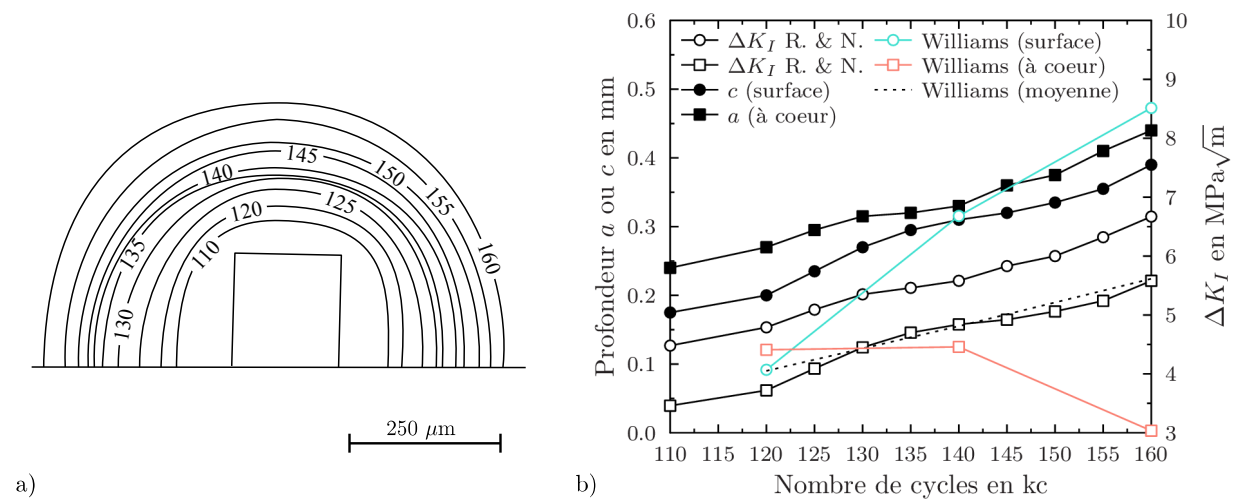 145
140
150
155
120
125
135
110
160
130
250 μm
a)
0.6
0.5
0.4
0.3
0.2
0.1
0.0
Profondeur a ou c en mm
ΔK_I R. & N.
ΔK_I R. & N.
c (surface)
a (à coeur)
Williams (surface)
Williams (à coeur)
Williams (moyenne)
10
9
8
7
6
5
4
3
ΔK_I en MPa√m
110 115 120 125 130 135 140 145 150 155 160
Nombre de cycles en kc
b)